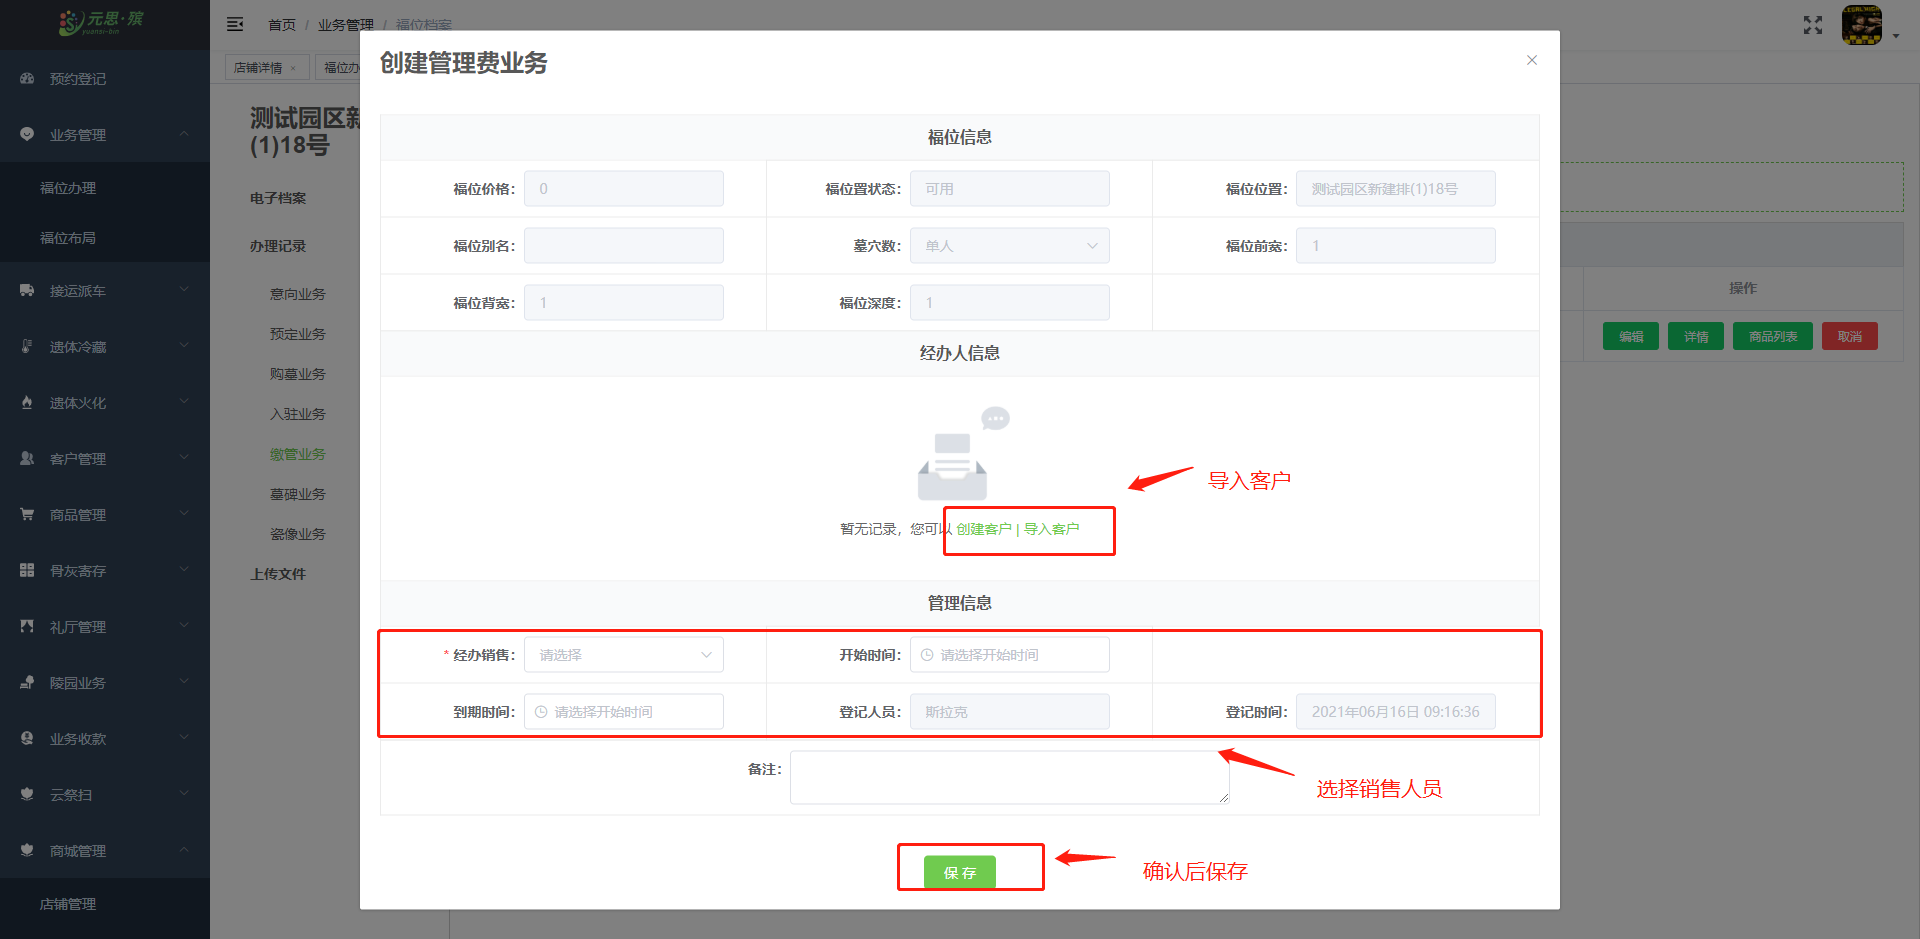 元思·殡
yuansi-bin
首页 / 业务管理 / 福位档案
店铺详情 ×
福位办
预约登记
业务管理
福位办理
福位布局
接运派车
遗体冷藏
遗体火化
客户管理
商品管理
骨灰寄存
礼厅管理
陵园业务
业务收款
云祭扫
商城管理
店铺管理
测试园区新
(1)18号
电子档案
办理记录
意向业务
预定业务
购墓业务
入驻业务
缴管业务
墓碑业务
瓷像业务
上传文件
创建管理费业务
福位信息
福位价格: 0
福位置状态: 可用
福位位置: 测试园区新建排(1)18号
福位别名:
墓穴数: 单人
福位前宽: 1
福位背宽: 1
福位深度: 1
经办人信息
导入客户
暂无记录，您可以 创建客户 | 导入客户
管理信息
* 经办销售: 请选择
开始时间: 请选择开始时间
到期时间: 请选择开始时间
登记人员: 斯拉克
登记时间: 2021年06月16日 09:16:36
备注:
选择销售人员
保存
确认后保存
操作
编辑 详情 商品列表 取消